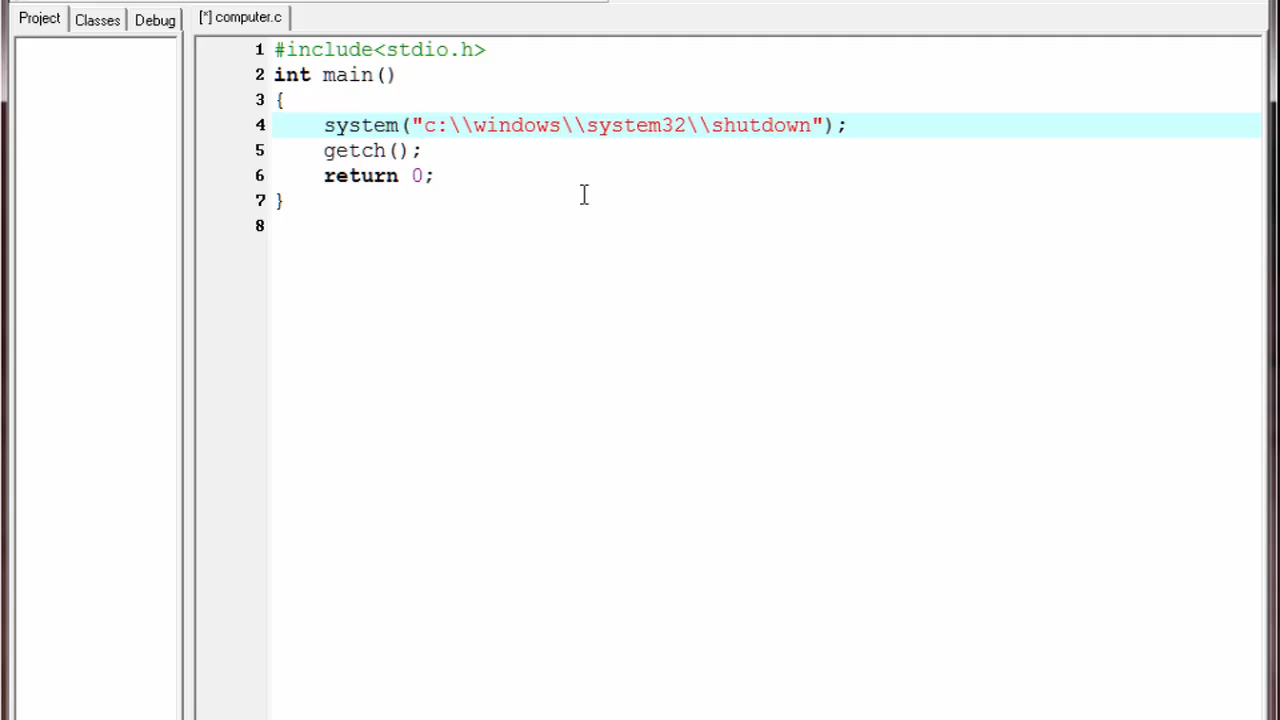 Project Classes Debug [*] computer.c
1 #include<stdio.h>
2 int main()
3 {
4 system("c:\\windows\\system32\\shutdown");
5 getch();
6 return 0;
7 }
8